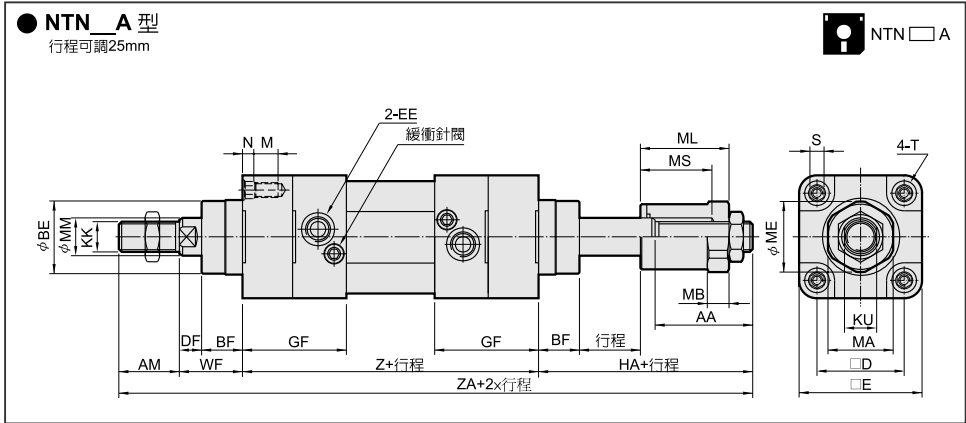 ● NTN__A 型
行程可調25mm
NTN □ A
2-EE
緩衝針閥
N M
ML
MS
S
4-T
φBE
φMM
KK
φME
MB
AA
KU
MA
□D
□E
DF
BF
GF
GF
BF
行程
AM
WF
Z+行程
HA+行程
ZA+2x行程